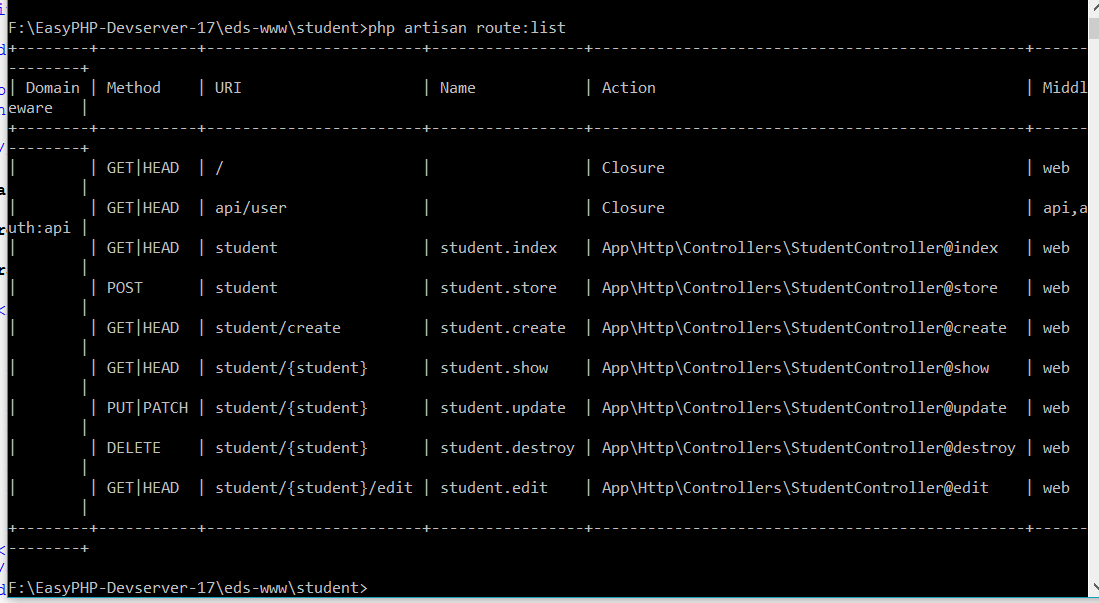 F:\EasyPHP-Devserver-17\eds-www\student>php artisan route:list
+--------+-----------+------------------------+-----------------+------------------------------------------------+------
--------+
| Domain | Method    | URI                    | Name            | Action                                         | Middl
eware   |
+--------+-----------+------------------------+-----------------+------------------------------------------------+------
--------+
|        | GET|HEAD  | /                      |                 | Closure                                        | web
        |
|        | GET|HEAD  | api/user               |                 | Closure                                        | api,a
uth:api |
|        | GET|HEAD  | student                | student.index   | App\Http\Controllers\StudentController@index   | web
        |
|        | POST      | student                | student.store   | App\Http\Controllers\StudentController@store   | web
        |
|        | GET|HEAD  | student/create         | student.create  | App\Http\Controllers\StudentController@create  | web
        |
|        | GET|HEAD  | student/{student}      | student.show    | App\Http\Controllers\StudentController@show    | web
        |
|        | PUT|PATCH | student/{student}      | student.update  | App\Http\Controllers\StudentController@update  | web
        |
|        | DELETE    | student/{student}      | student.destroy | App\Http\Controllers\StudentController@destroy | web
        |
|        | GET|HEAD  | student/{student}/edit | student.edit    | App\Http\Controllers\StudentController@edit    | web
        |
+--------+-----------+------------------------+-----------------+------------------------------------------------+------
--------+
F:\EasyPHP-Devserver-17\eds-www\student>